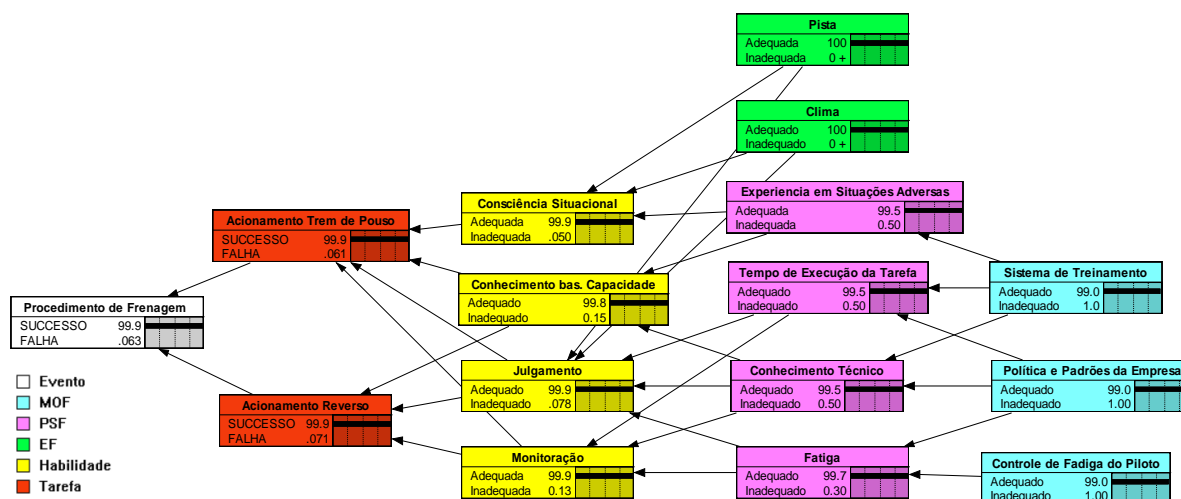 Pista
Adequada 100
Inadequada 0 +
Clima
Adequado 100
Inadequado 0 +
Experiencia em Situações Adversas
Adequada 99.5
Inadequada 0.50
Consciência Situacional
Adequada 99.9
Inadequada .050
Acionamento Trem de Pouso
SUCCESSO 99.9
FALHA .061
Tempo de Execução da Tarefa
Adequado 99.5
Inadequado 0.50
Sistema de Treinamento
Adequado 99.0
Inadequado 1.0
Conhecimento bas. Capacidade
Adequado 99.8
Inadequado 0.15
Procedimento de Frenagem
SUCCESSO 99.9
FALHA .063
Julgamento
Adequado 99.9
Inadequado .078
Conhecimento Técnico
Adequado 99.5
Inadequado 0.50
Política e Padrões da Empresa
Adequado 99.0
Inadequado 1.00
Acionamento Reverso
SUCCESSO 99.9
FALHA .071
Monitoração
Adequada 99.9
Inadequada 0.13
Fatiga
Adequado 99.7
Inadequado 0.30
Controle de Fadiga do Piloto
Adequado 99.0
Inadequado 1.00
Evento
MOF
PSF
EF
Habilidade
Tarefa